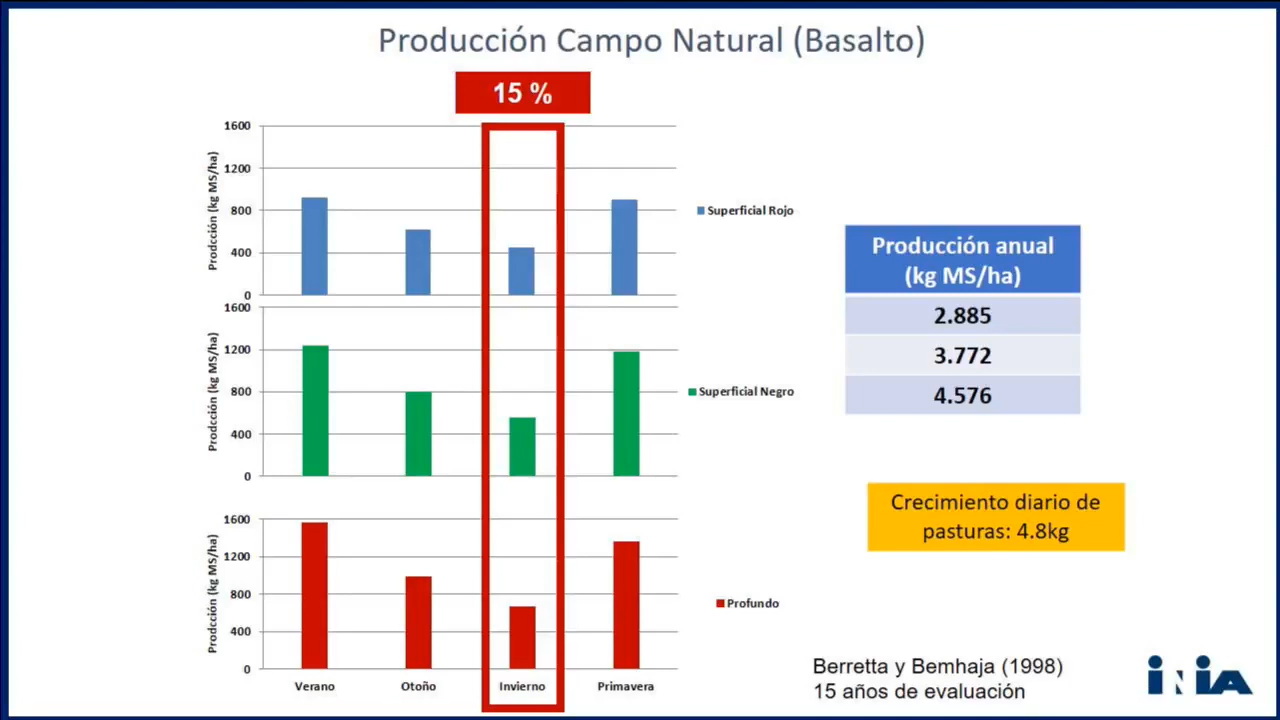 Producción Campo Natural (Basalto)
15 %
Prodcción (kg MS/ha)
1600
1200
800
400
0
Superficial Rojo
Prodcción (kg MS/ha)
1600
1200
800
400
0
Superficial Negro
Prodcción (kg MS/ha)
1600
1200
800
400
0
Profundo
Verano Otoño Invierno Primavera
Producción anual
(kg MS/ha)
2.885
3.772
4.576
Crecimiento diario de
pasturas: 4.8kg
Berretta y Bemhaja (1998)
15 años de evaluación
iNiA